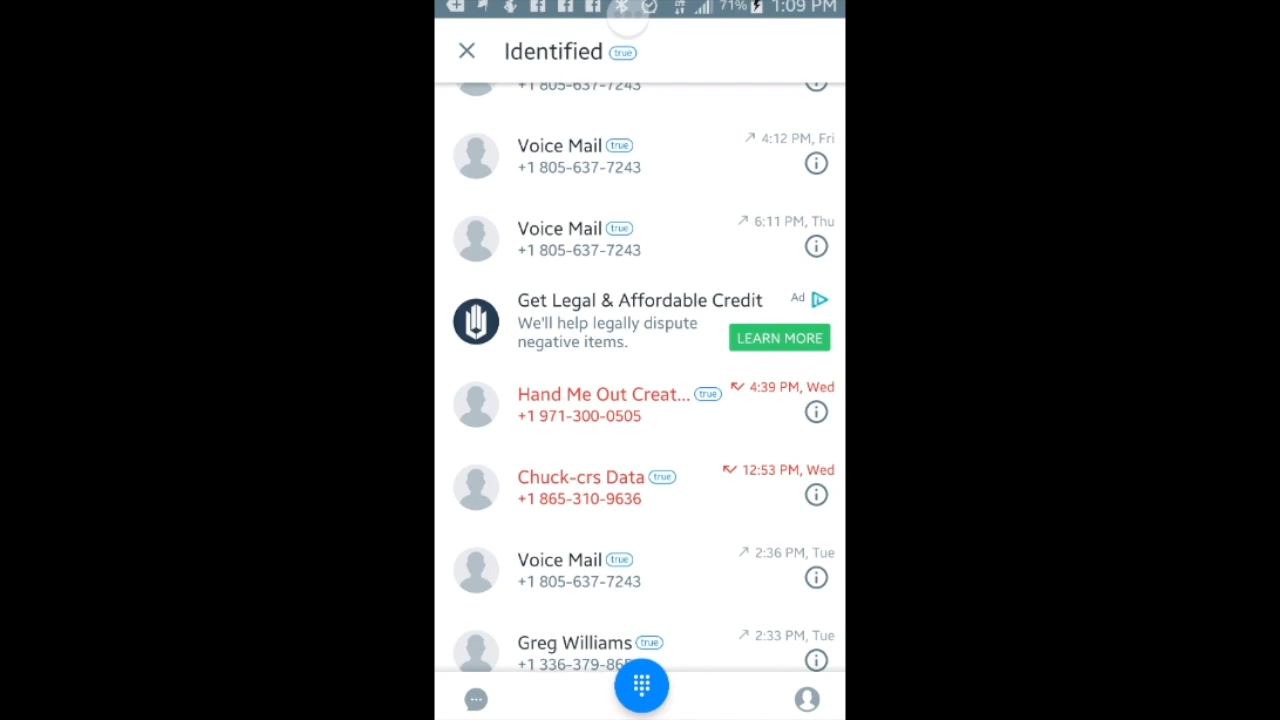 71% 1:09 PM
Identified true
+1 805-637-7243
Voice Mail true
4:12 PM, Fri
+1 805-637-7243
Voice Mail true
6:11 PM, Thu
+1 805-637-7243
Get Legal & Affordable Credit
Ad
We'll help legally dispute
negative items.
LEARN MORE
Hand Me Out Creat... true
4:39 PM, Wed
+1 971-300-0505
Chuck-crs Data true
12:53 PM, Wed
+1 865-310-9636
Voice Mail true
2:36 PM, Tue
+1 805-637-7243
Greg Williams true
2:33 PM, Tue
+1 336-379-865